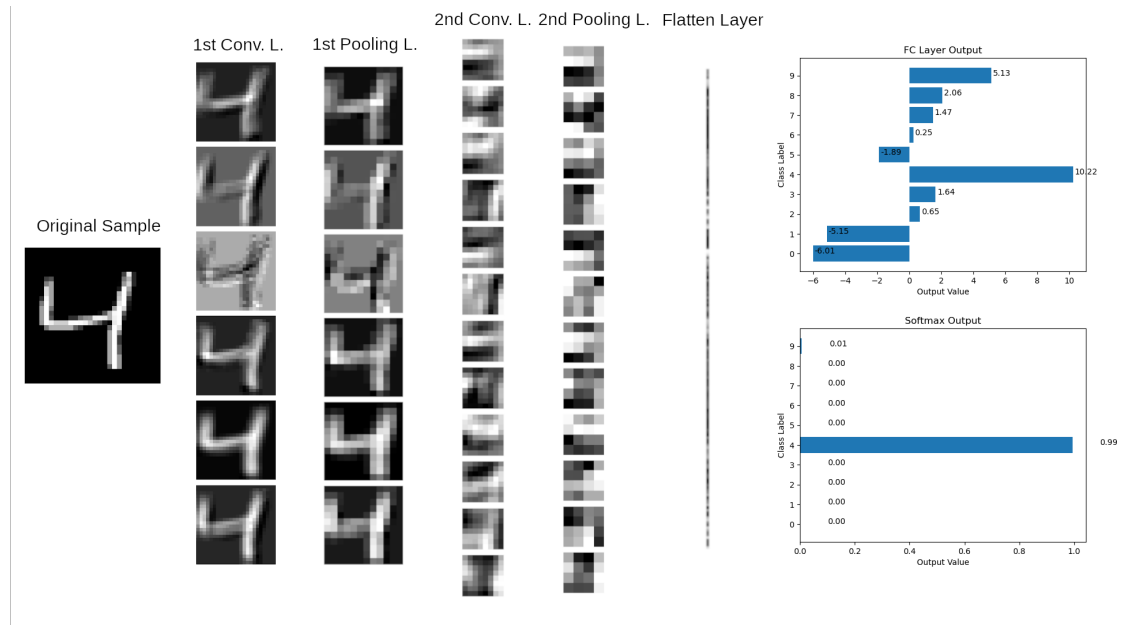 2nd Conv. L. 2nd Pooling L. Flatten Layer
1st Conv. L. 1st Pooling L.
Original Sample
FC Layer Output
Class Label
9 5.13
8 2.06
7 1.47
6 0.25
5 -1.89
4 10.22
3 1.64
2 0.65
1 -5.15
0 -6.01
−6 −4 −2 0 2 4 6 8 10
Output Value
Softmax Output
Class Label
9 0.01
8 0.00
7 0.00
6 0.00
5 0.00
4 0.99
3 0.00
2 0.00
1 0.00
0 0.00
0.0 0.2 0.4 0.6 0.8 1.0
Output Value